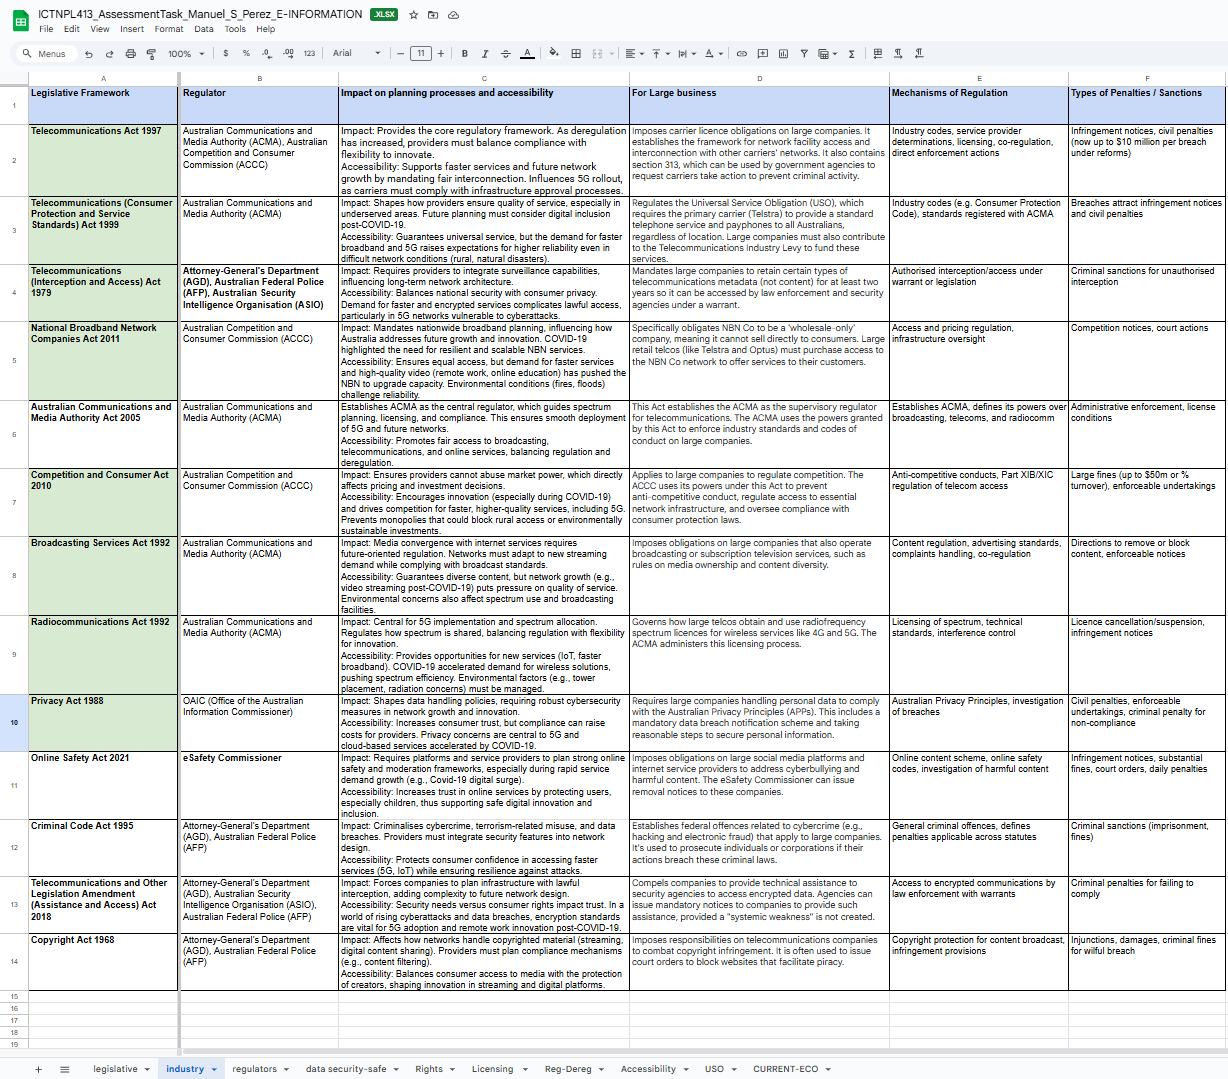 ICTNPL413_AssessmentTask_Manuel_S_Perez_E-INFORMATION .XLSX
File Edit View Insert Format Data Tools Help
Menus 100% $ % .0 .00 123 Arial 11 B I A Σ
A B C D E F
1
Legislative Framework
Regulator
Impact on planning processes and accessibility
For Large business
Mechanisms of Regulation
Types of Penalties / Sanctions
2
Telecommunications Act 1997
Australian Communications and
Media Authority (ACMA), Australian
Competition and Consumer
Commission (ACCC)
Impact: Provides the core regulatory framework. As deregulation
has increased, providers must balance compliance with
flexibility to innovate.
Accessibility: Supports faster services and future network
growth by mandating fair interconnection. Influences 5G rollout,
as carriers must comply with infrastructure approval processes.
Imposes carrier licence obligations on large companies. It
establishes the framework for network facility access and
interconnection with other carriers' networks. It also contains
section 313, which can be used by government agencies to
request carriers take action to prevent criminal activity.
Industry codes, service provider
determinations, licensing, co-regulation,
direct enforcement actions
Infringement notices, civil penalties
(now up to $10 million per breach
under reforms)
3
Telecommunications (Consumer
Protection and Service
Standards) Act 1999
Australian Communications and
Media Authority (ACMA)
Impact: Shapes how providers ensure quality of service, especially in
underserved areas. Future planning must consider digital inclusion
post-COVID-19.
Accessibility: Guarantees universal service, but the demand for faster
broadband and 5G raises expectations for higher reliability even in
difficult network conditions (rural, natural disasters).
Regulates the Universal Service Obligation (USO), which
requires the primary carrier (Telstra) to provide a standard
telephone service and payphones to all Australians,
regardless of location. Large companies must also contribute
to the Telecommunications Industry Levy to fund these
services.
Industry codes (e.g. Consumer Protection
Code), standards registered with ACMA
Breaches attract infringement notices
and civil penalties
4
Telecommunications
(Interception and Access) Act
1979
Attorney-General's Department
(AGD), Australian Federal Police
(AFP), Australian Security
Intelligence Organisation (ASIO)
Impact: Requires providers to integrate surveillance capabilities,
influencing long-term network architecture.
Accessibility: Balances national security with consumer privacy.
Demand for faster and encrypted services complicates lawful access,
particularly in 5G networks vulnerable to cyberattacks.
Mandates large companies to retain certain types of
telecommunications metadata (not content) for at least two
years so it can be accessed by law enforcement and security
agencies under a warrant.
Authorised interception/access under
warrant or legislation
Criminal sanctions for unauthorised
interception
5
National Broadband Network
Companies Act 2011
Australian Competition and
Consumer Commission (ACCC)
Impact: Mandates nationwide broadband planning, influencing how
Australia addresses future growth and innovation. COVID-19
highlighted the need for resilient and scalable NBN services.
Accessibility: Ensures equal access, but demand for faster services
and high-quality video (remote work, online education) has pushed the
NBN to upgrade capacity. Environmental conditions (fires, floods)
challenge reliability.
Specifically obligates NBN Co to be a 'wholesale-only'
company, meaning it cannot sell directly to consumers. Large
retail telcos (like Telstra and Optus) must purchase access to
the NBN Co network to offer services to their customers.
Access and pricing regulation,
infrastructure oversight
Competition notices, court actions
6
Australian Communications and
Media Authority Act 2005
Australian Communications and
Media Authority (ACMA)
Establishes ACMA as the central regulator, which guides spectrum
planning, licensing, and compliance. This ensures smooth deployment
of 5G and future networks.
Accessibility: Promotes fair access to broadcasting,
telecommunications, and online services, balancing regulation and
deregulation.
This Act establishes the ACMA as the supervisory regulator
for telecommunications. The ACMA uses the powers granted
by this Act to enforce industry standards and codes of
conduct on large companies.
Establishes ACMA, defines its powers over
broadcasting, telecoms, and radiocomm
Administrative enforcement, license
conditions
7
Competition and Consumer Act
2010
Australian Competition and
Consumer Commission (ACCC)
Impact: Ensures providers cannot abuse market power, which directly
affects pricing and investment decisions.
Accessibility: Encourages innovation (especially during COVID-19)
and drives competition for faster, higher-quality services, including 5G.
Prevents monopolies that could block rural access or environmentally
sustainable investments.
Applies to large companies to regulate competition. The
ACCC uses its powers under this Act to prevent
anti-competitive conduct, regulate access to essential
network infrastructure, and oversee compliance with
consumer protection laws.
Anti-competitive conducts, Part XIB/XIC
regulation of telecom access
Large fines (up to $50m or %
turnover), enforceable undertakings
8
Broadcasting Services Act 1992
Australian Communications and
Media Authority (ACMA)
Impact: Media convergence with internet services requires
future-oriented regulation. Networks must adapt to new streaming
demand while complying with broadcast standards.
Accessibility: Guarantees diverse content, but network growth (e.g.,
video streaming post-COVID-19) puts pressure on quality of service.
Environmental concerns also affect spectrum use and broadcasting
facilities.
Imposes obligations on large companies that also operate
broadcasting or subscription television services, such as
rules on media ownership and content diversity.
Content regulation, advertising standards,
complaints handling, co-regulation
Directions to remove or block
content, enforceable notices
9
Radiocommunications Act 1992
Australian Communications and
Media Authority (ACMA)
Impact: Central for 5G implementation and spectrum allocation.
Regulates how spectrum is shared, balancing regulation with flexibility
for innovation.
Accessibility: Provides opportunities for new services (IoT, faster
broadband). COVID-19 accelerated demand for wireless solutions,
pushing spectrum efficiency. Environmental factors (e.g., tower
placement, radiation concerns) must be managed.
Governs how large telcos obtain and use radiofrequency
spectrum licences for wireless services like 4G and 5G. The
ACMA administers this licensing process.
Licensing of spectrum, technical
standards, interference control
Licence cancellation/suspension,
infringement notices
10
Privacy Act 1988
OAIC (Office of the Australian
Information Commissioner)
Impact: Shapes data handling policies, requiring robust cybersecurity
measures in network growth and innovation.
Accessibility: Increases consumer trust, but compliance can raise
costs for providers. Privacy concerns are central to 5G and
cloud-based services accelerated by COVID-19.
Requires large companies handling personal data to comply
with the Australian Privacy Principles (APPs). This includes a
mandatory data breach notification scheme and taking
reasonable steps to secure personal information.
Australian Privacy Principles, investigation
of breaches
Civil penalties, enforceable
undertakings, criminal penalty for
non-compliance
11
Online Safety Act 2021
eSafety Commissioner
Impact: Requires platforms and service providers to plan strong online
safety and moderation frameworks, especially during rapid service
demand growth (e.g., Covid-19 digital surge).
Accessibility: Increases trust in online services by protecting users,
especially children, thus supporting safe digital innovation and
inclusion.
Imposes obligations on large social media platforms and
internet service providers to address cyberbullying and
harmful content. The eSafety Commissioner can issue
removal notices to these companies.
Online content scheme, online safety
codes, investigation of harmful content
Infringement notices, substantial
fines, court orders, daily penalties
12
Criminal Code Act 1995
Attorney-General's Department
(AGD), Australian Federal Police
(AFP)
Impact: Criminalises cybercrime, terrorism-related misuse, and data
breaches. Providers must integrate security features into network
design.
Accessibility: Protects consumer confidence in accessing faster
services (5G, IoT) while ensuring resilience against attacks.
Establishes federal offences related to cybercrime (e.g.,
hacking and electronic fraud) that apply to large companies.
It's used to prosecute individuals or corporations if their
actions breach these criminal laws.
General criminal offences, defines
penalties applicable across statutes
Criminal sanctions (imprisonment,
fines)
13
Telecommunications and Other
Legislation Amendment
(Assistance and Access) Act
2018
Attorney-General's Department
(AGD), Australian Security
Intelligence Organisation (ASIO),
Australian Federal Police (AFP)
Impact: Forces companies to plan infrastructure with lawful
interception, adding complexity to future network design.
Accessibility: Security needs versus consumer rights impact trust. In a
world of rising cyberattacks and data breaches, encryption standards
are vital for 5G adoption and remote work innovation post-COVID-19.
Compels companies to provide technical assistance to
security agencies to access encrypted data. Agencies can
issue mandatory notices to companies to provide such
assistance, provided a "systemic weakness" is not created.
Access to encrypted communications by
law enforcement with warrants
Criminal penalties for failing to
comply
14
Copyright Act 1968
Attorney-General's Department
(AGD), Australian Federal Police
(AFP)
Impact: Affects how networks handle copyrighted material (streaming,
digital content sharing). Providers must plan compliance mechanisms
(e.g., content filtering).
Accessibility: Balances consumer access to media with the protection
of creators, shaping innovation in streaming and digital platforms.
Imposes responsibilities on telecommunications companies
to combat copyright infringement. It is often used to issue
court orders to block websites that facilitate piracy.
Copyright protection for content broadcast,
infringement provisions
Injunctions, damages, criminal fines
for wilful breach
15
16
17
18
19
legislative industry regulators data security-safe Rights Licensing Reg-Dereg Accessibility USO CURRENT-ECO